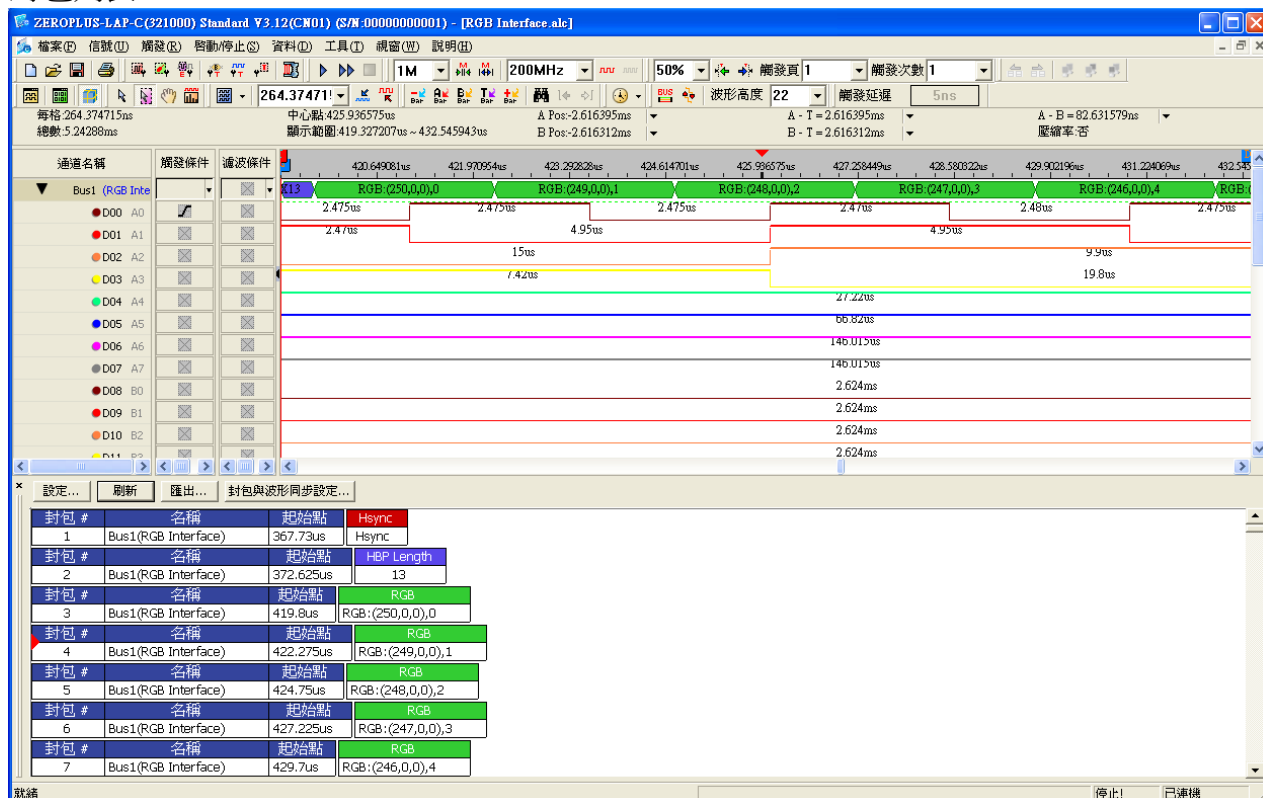 ZEROPLUS-LAP-C(321000) Standard V3.12(CN01) (S/N:00000000001) - [RGB Interface.alc]
檔案(F) 信號(U) 觸發(R) 啓動/停止(S) 資料(D) 工具(T) 視窗(W) 說明(H)
1M 200MHz 50% 觸發頁 1 觸發次數 1
264.37471! 波形高度 22 觸發延遲 5ns
每格:264.374715ns 中心點:425.936575us A Pos:-2.616395ms A - T = 2.616395ms A - B = 82.631579ns
總數:5.24288ms 顯示範圍:419.327207us ~ 432.545943us B Pos:-2.616312ms B - T = 2.616312ms 壓縮率:否
通道名稱 觸發條件 濾波條件 420.649081us 421.970954us 423.292828us 424.614701us 425.936575us 427.258449us 428.580322us 429.902196us 431.224069us 432.545
Bus1 (RGB Inte X13 RGB:(250,0,0),0 RGB:(249,0,0),1 RGB:(248,0,0),2 RGB:(247,0,0),3 RGB:(246,0,0),4 RGB:(
D00 A0 2.475us 2.475us 2.475us 2.47us 2.48us 2.475us
D01 A1 2.47us 4.95us 4.95us
D02 A2 15us 9.9us
D03 A3 7.42us 19.8us
D04 A4 27.22us
D05 A5 66.82us
D06 A6 146.015us
D07 A7 146.015us
D08 B0 2.624ms
D09 B1 2.624ms
D10 B2 2.624ms
D11 B3 2.624ms
設定... 刷新 匯出... 封包與波形同步設定...
封包 # 名稱 起始點 Hsync
1 Bus1(RGB Interface) 367.73us Hsync
封包 # 名稱 起始點 HBP Length
2 Bus1(RGB Interface) 372.625us 13
封包 # 名稱 起始點 RGB
3 Bus1(RGB Interface) 419.8us RGB:(250,0,0),0
封包 # 名稱 起始點 RGB
4 Bus1(RGB Interface) 422.275us RGB:(249,0,0),1
封包 # 名稱 起始點 RGB
5 Bus1(RGB Interface) 424.75us RGB:(248,0,0),2
封包 # 名稱 起始點 RGB
6 Bus1(RGB Interface) 427.225us RGB:(247,0,0),3
封包 # 名稱 起始點 RGB
7 Bus1(RGB Interface) 429.7us RGB:(246,0,0),4
就緒 停止! 已連機